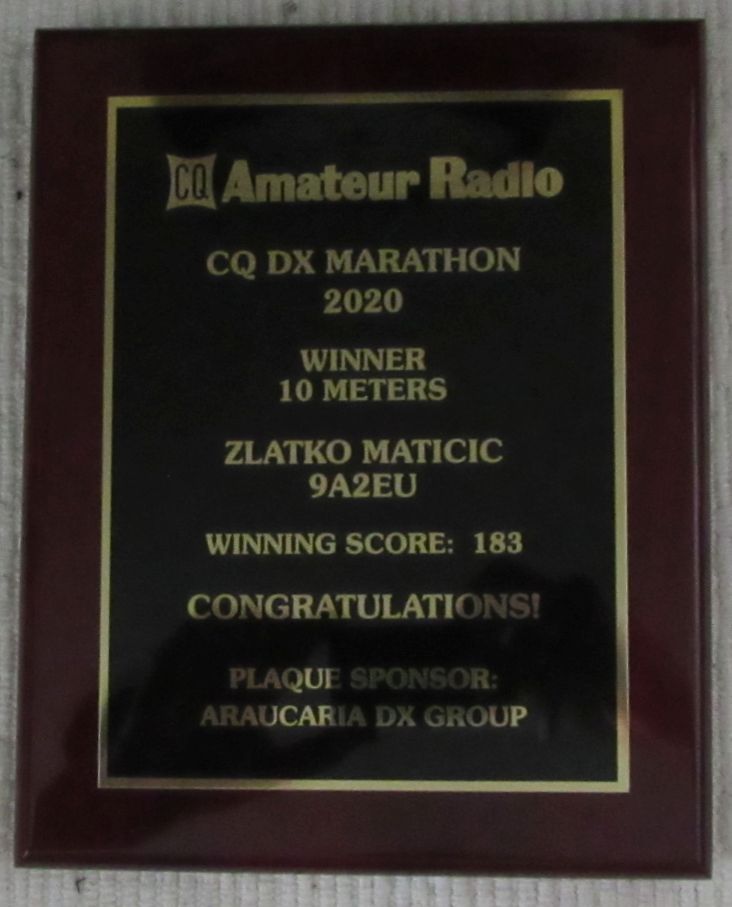 CQ Amateur Radio
CQ DX MARATHON
2020
WINNER
10 METERS
ZLATKO MATICIC
9A2EU
WINNING SCORE: 183
CONGRATULATIONS!
PLAQUE SPONSOR:
ARAUCARIA DX GROUP